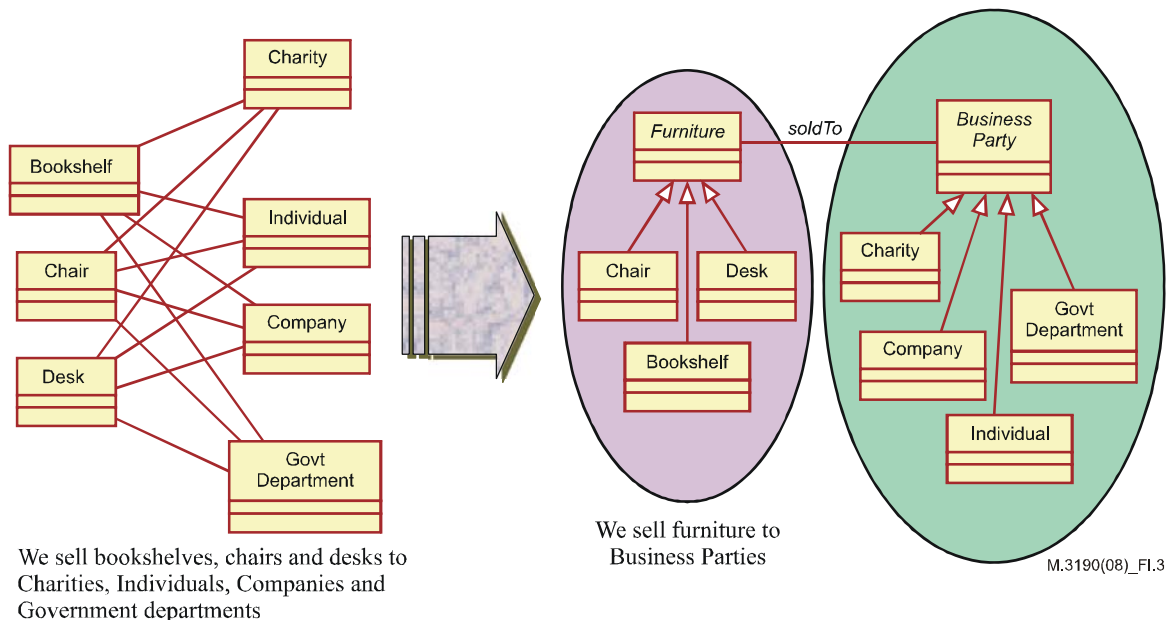 Charity
Bookshelf
Individual
Chair
Company
Desk
Govt
Department
We sell bookshelves, chairs and desks to
Charities, Individuals, Companies and
Government departments
Furniture
soldTo
Business
Party
Chair
Desk
Bookshelf
Charity
Govt
Department
Company
Individual
We sell furniture to
Business Parties
M.3190(08)_FI.3